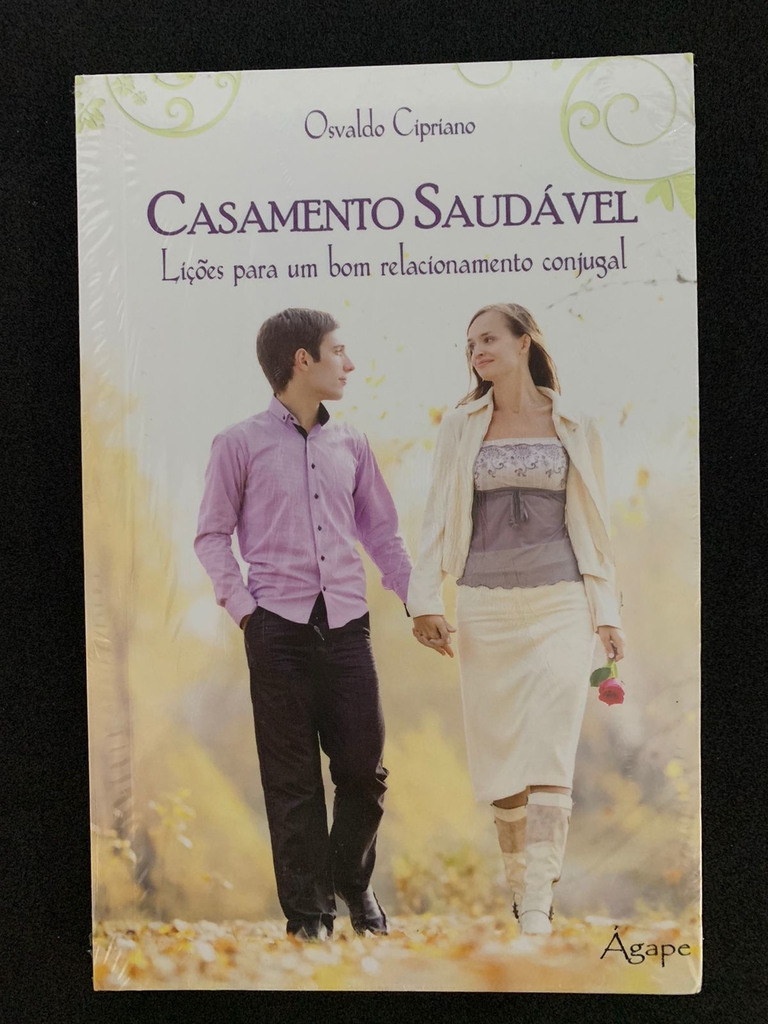 Osvaldo Cipriano
Casamento Saudável
Lições para um bom relacionamento conjugal
Ágape